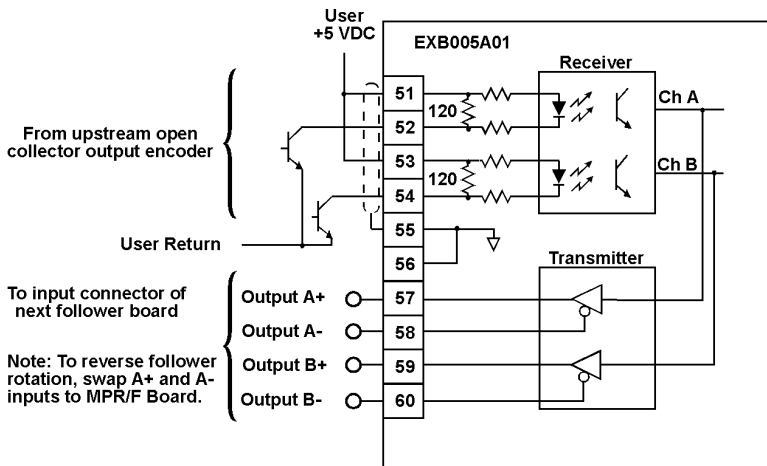 User
+5 VDC
EXB005A01
Receiver
51
Ch A
120
From upstream open
collector output encoder
52
53
Ch B
120
54
55
User Return
56
Transmitter
To input connector of
next follower board
Output A+
57
Output A-
58
Note: To reverse follower
rotation, swap A+ and A-
inputs to MPR/F Board.
Output B+
59
Output B-
60